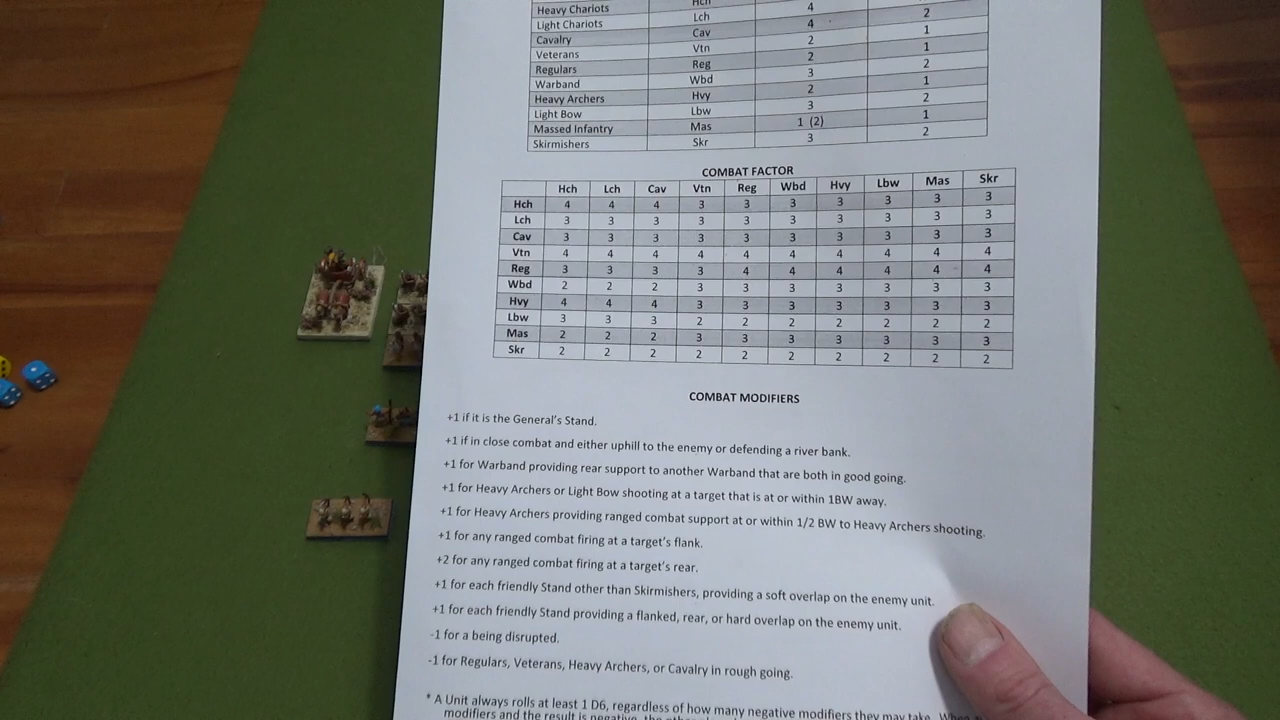 Hch
Heavy Chariots Lch 4 2
Light Chariots Cav 4 1
Cavalry Vtn 2 1
Veterans Reg 2 2
Regulars Wbd 3 1
Warband Hvy 2 2
Heavy Archers Lbw 3 1
Light Bow Mas 1 (2) 2
Massed Infantry Skr 3
Skirmishers
COMBAT FACTOR
Hch Lch Cav Vtn Reg Wbd Hvy Lbw Mas Skr
Hch 4 4 4 3 3 3 3 3 3 3
Lch 3 3 3 3 3 3 3 3 3 3
Cav 3 3 3 3 3 3 3 3 3 3
Vtn 4 4 4 4 4 4 4 4 4 4
Reg 3 3 3 3 4 4 4 4 4 4
Wbd 2 2 2 3 3 3 3 3 3 3
Hvy 4 4 4 3 3 3 3 3 3 3
Lbw 3 3 3 2 2 2 2 2 2 2
Mas 2 2 2 3 3 3 3 3 3 3
Skr 2 2 2 2 2 2 2 2 2 2
COMBAT MODIFIERS
+1 if it is the General's Stand.
+1 if in close combat and either uphill to the enemy or defending a river bank.
+1 for Warband providing rear support to another Warband that are both in good going.
+1 for Heavy Archers or Light Bow shooting at a target that is at or within 1BW away.
+1 for Heavy Archers providing ranged combat support at or within 1/2 BW to Heavy Archers shooting.
+1 for any ranged combat firing at a target's flank.
+2 for any ranged combat firing at a target's rear.
+1 for each friendly Stand other than Skirmishers, providing a soft overlap on the enemy unit.
+1 for each friendly Stand providing a flanked, rear, or hard overlap on the enemy unit.
-1 for a being disrupted.
-1 for Regulars, Veterans, Heavy Archers, or Cavalry in rough going.
* A Unit always rolls at least 1 D6, regardless of how many negative modifiers they may take. When
modifiers and the result is negative, the other